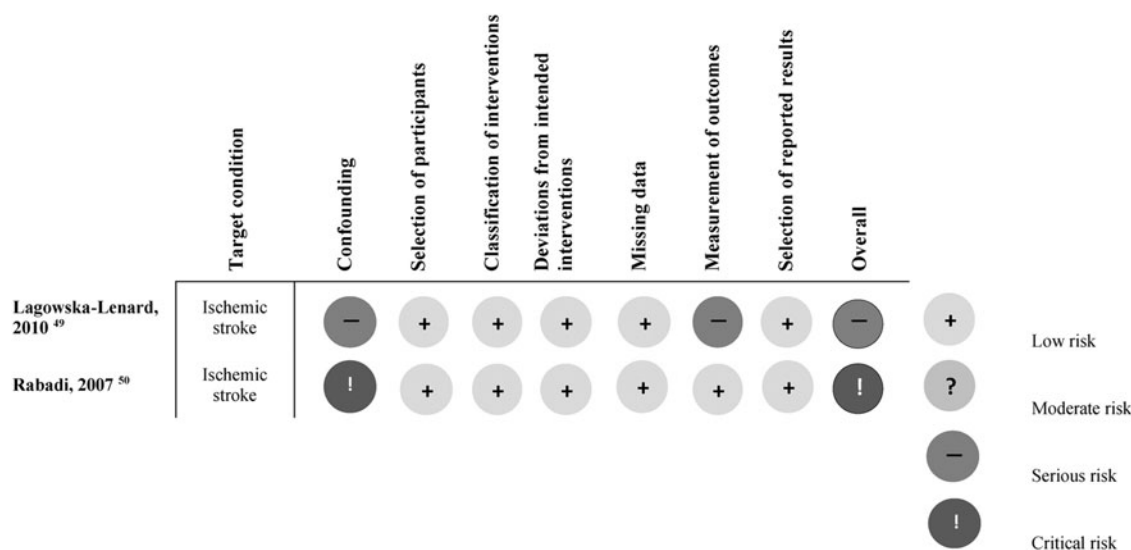 Target condition
Confounding
Selection of participants
Classification of interventions
Deviations from intended
interventions
Missing data
Measurement of outcomes
Selection of reported results
Overall
Lagowska-Lenard,
2010 49
Ischemic
stroke
− + + + + − + −
+ Low risk
Rabadi, 2007 50
Ischemic
stroke
! + + + + + + !
? Moderate risk
− Serious risk
! Critical risk